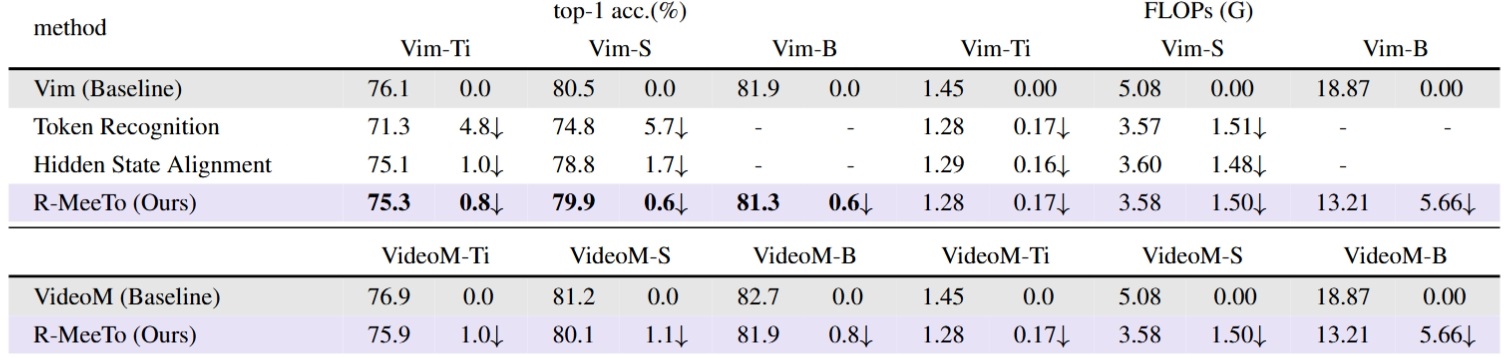 top-1 acc.(%) FLOPs (G)
method
Vim-Ti Vim-S Vim-B Vim-Ti Vim-S Vim-B
Vim (Baseline) 76.1 0.0 80.5 0.0 81.9 0.0 1.45 0.00 5.08 0.00 18.87 0.00
Token Recognition 71.3 4.8↓ 74.8 5.7↓ - - 1.28 0.17↓ 3.57 1.51↓ - -
Hidden State Alignment 75.1 1.0↓ 78.8 1.7↓ - - 1.29 0.16↓ 3.60 1.48↓ -
R-MeeTo (Ours) 75.3 0.8↓ 79.9 0.6↓ 81.3 0.6↓ 1.28 0.17↓ 3.58 1.50↓ 13.21 5.66↓
VideoM-Ti VideoM-S VideoM-B VideoM-Ti VideoM-S VideoM-B
VideoM (Baseline) 76.9 0.0 81.2 0.0 82.7 0.0 1.45 0.0 5.08 0.00 18.87 0.00
R-MeeTo (Ours) 75.9 1.0↓ 80.1 1.1↓ 81.9 0.8↓ 1.28 0.17↓ 3.58 1.50↓ 13.21 5.66↓